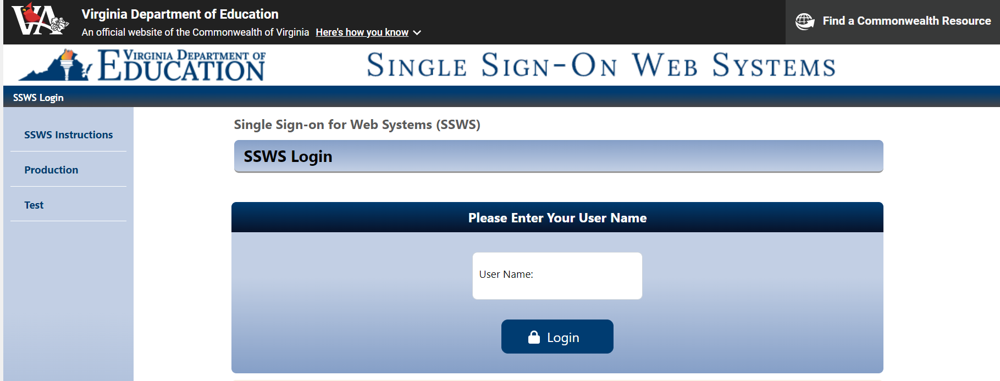 VA
Virginia Department of Education
An official website of the Commonwealth of Virginia Here's how you know
Find a Commonwealth Resource
VIRGINIA DEPARTMENT OF
EDUCATION
SINGLE SIGN-ON WEB SYSTEMS
SSWS Login
SSWS Instructions
Production
Test
Single Sign-on for Web Systems (SSWS)
SSWS Login
Please Enter Your User Name
User Name:
Login